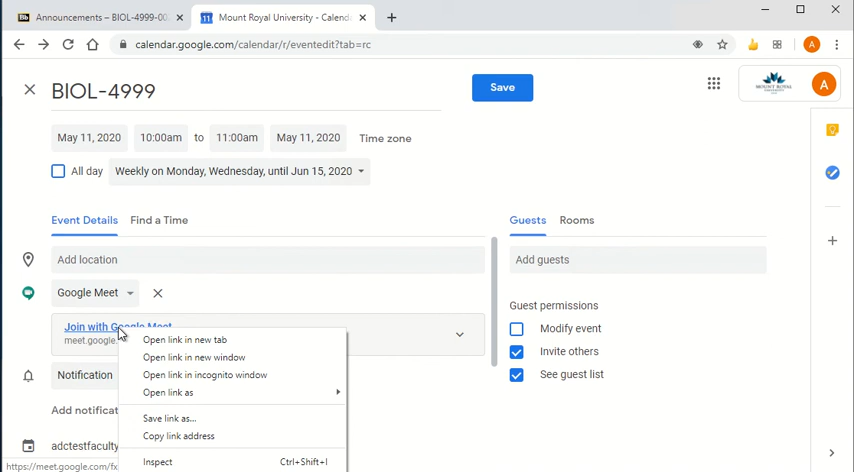 Bb Announcements – BIOL-4999-00
11 Mount Royal University - Calend
calendar.google.com/calendar/r/eventedit?tab=rc
A
BIOL-4999
Save
MOUNT ROYAL
A
May 11, 2020 10:00am to 11:00am May 11, 2020 Time zone
All day Weekly on Monday, Wednesday, until Jun 15, 2020
Event Details Find a Time
Guests Rooms
Add location
Add guests
Google Meet
Guest permissions
Join with Google Meet
Modify event
meet.google.
Open link in new tab
Open link in new window
Invite others
Notification
Open link in incognito window
See guest list
Open link as
Add notificat
Save link as...
Copy link address
adctestfaculty
Inspect Ctrl+Shift+I
https://meet.google.com/fx